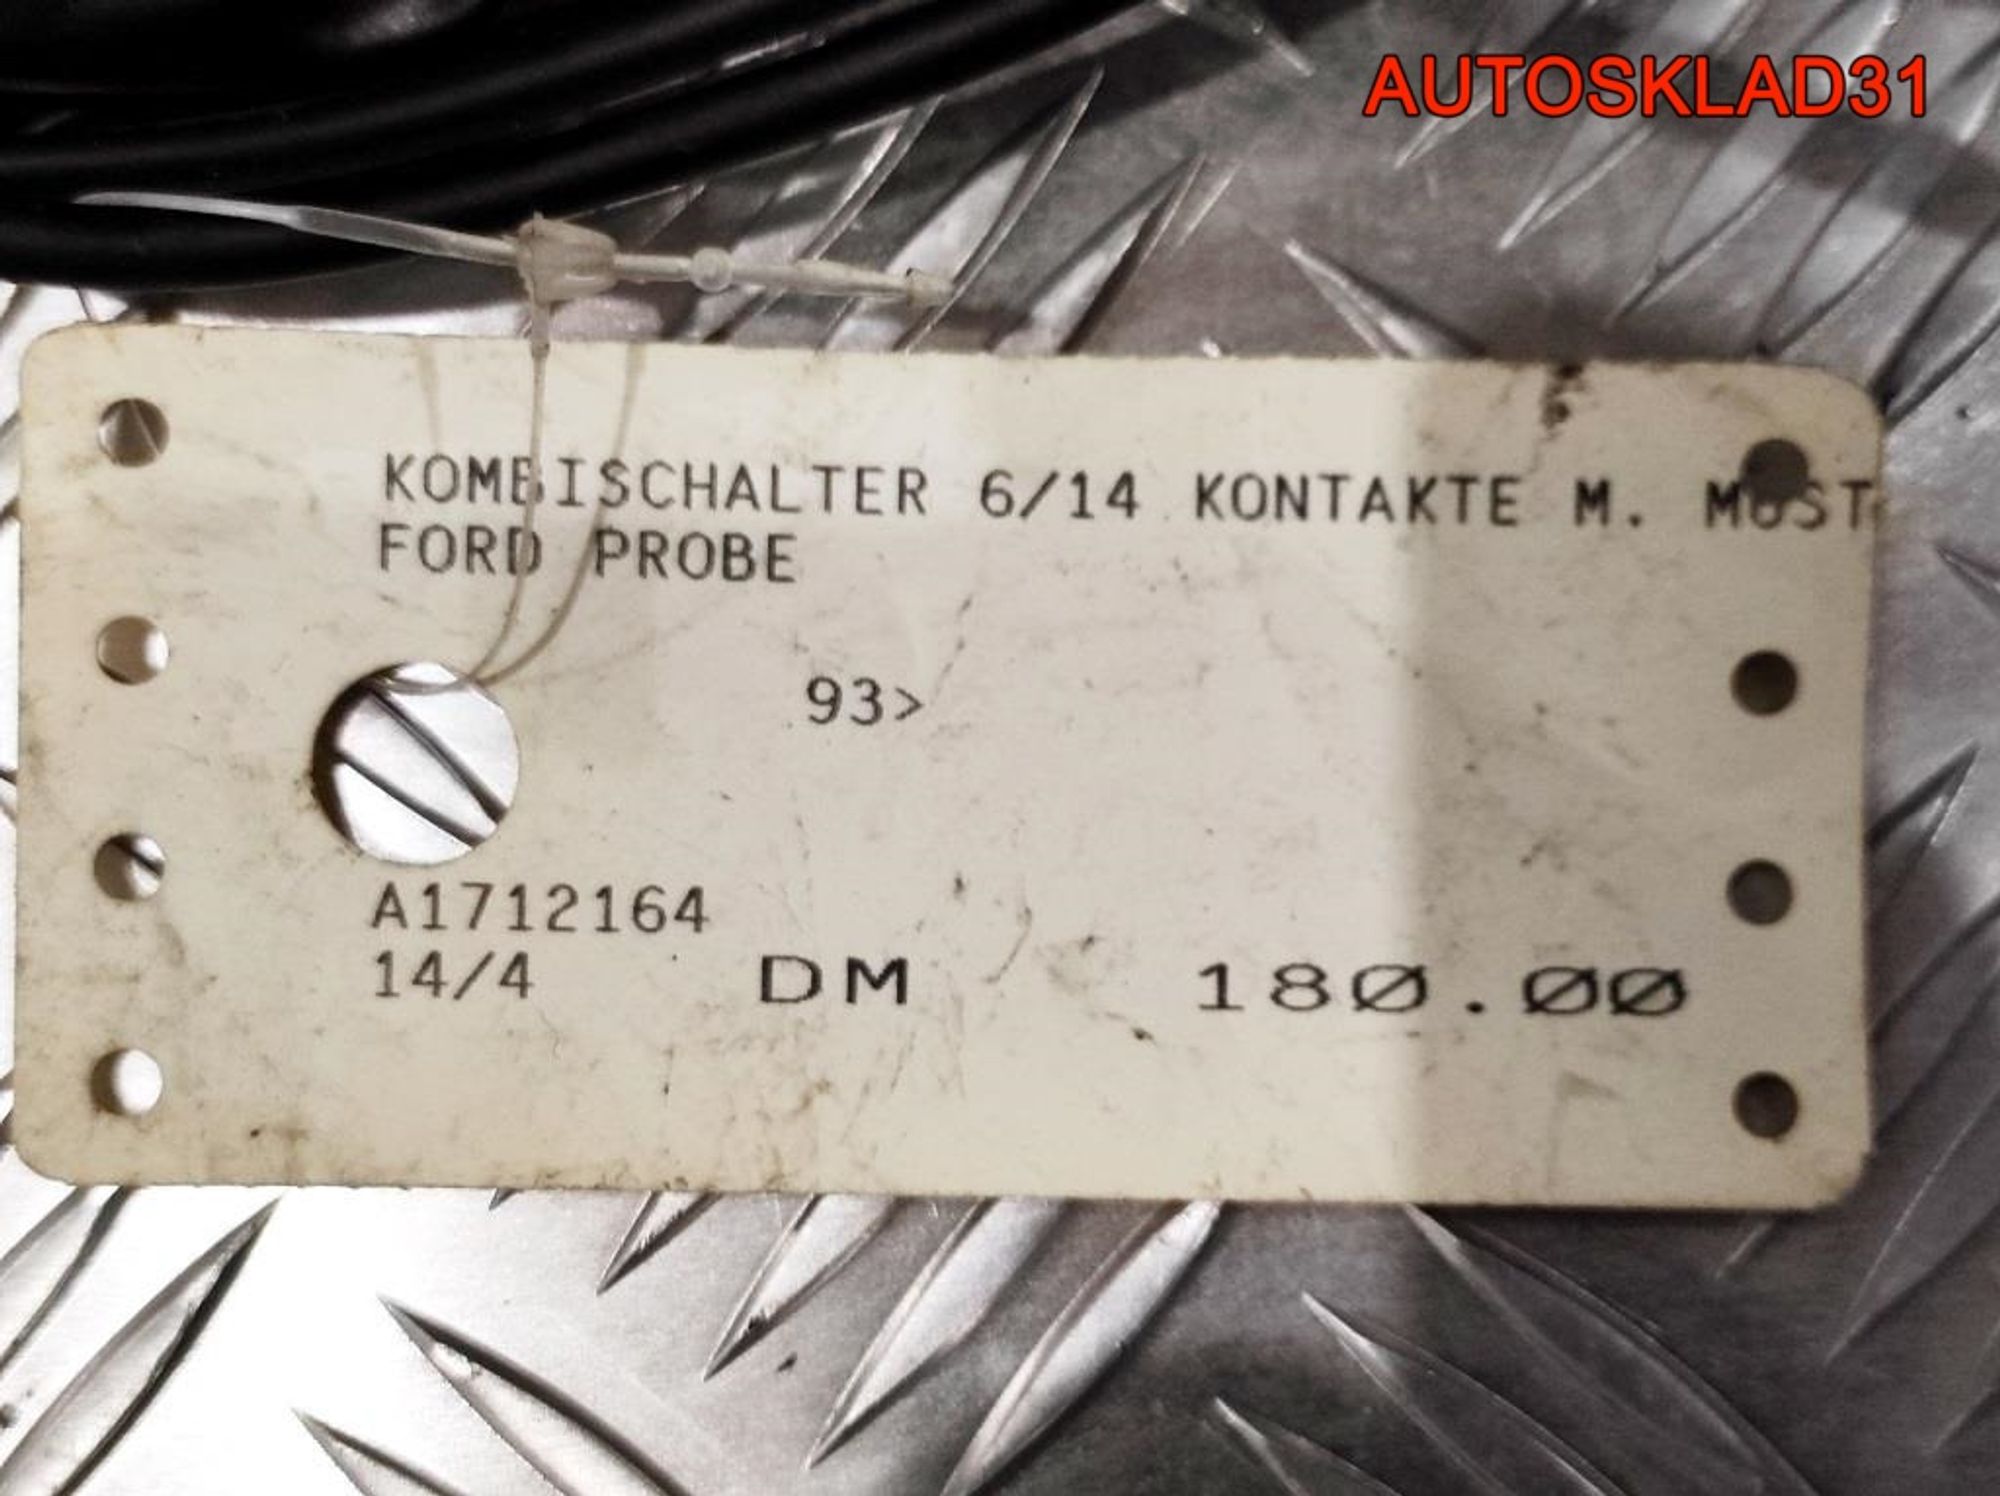 AUTOSKLAD31
KOMBISCHALTER 6/14 KONTAKTE M.
FORD PROBE
93>
A1712164
14/4 DM 180.00